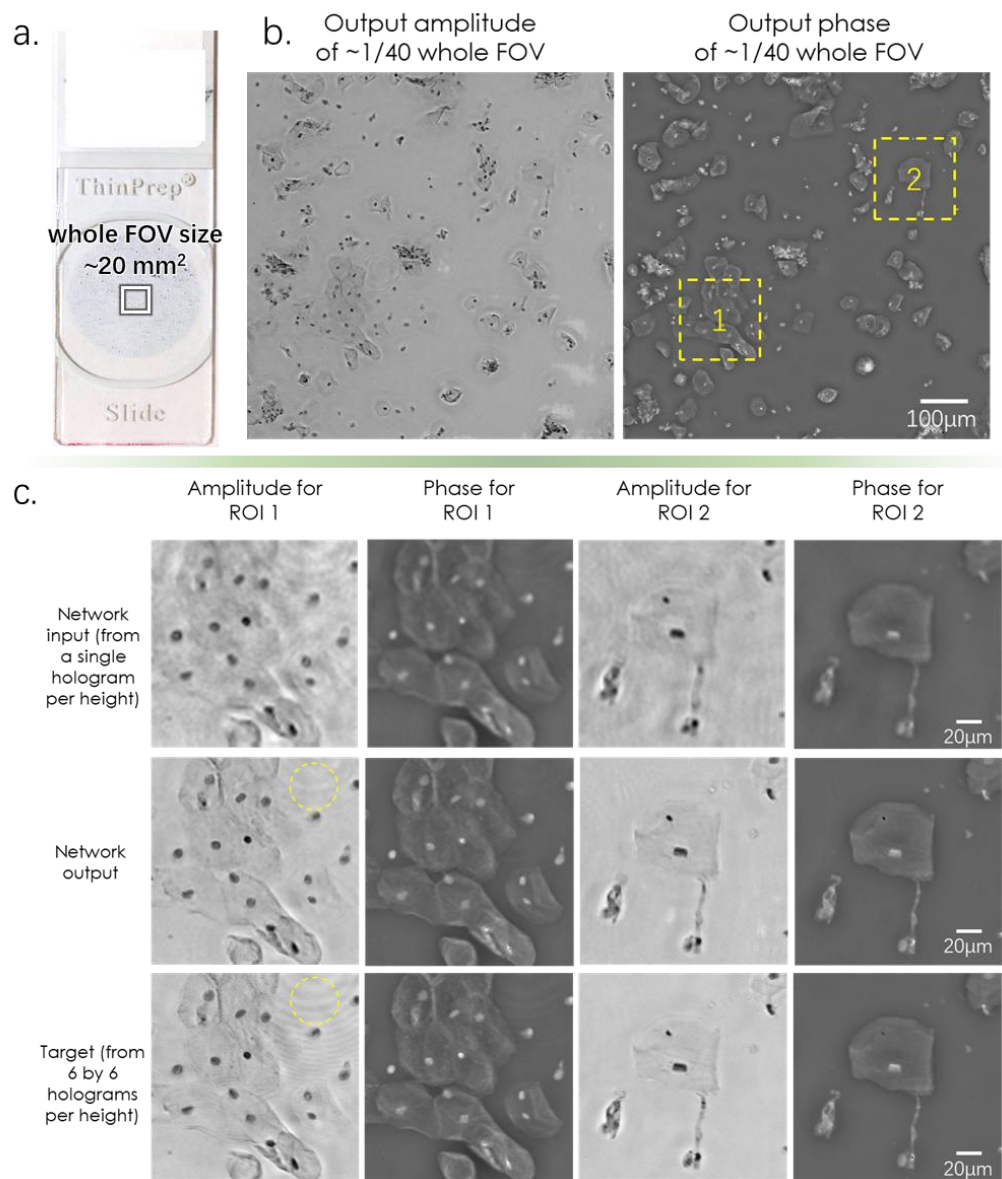 a.
ThinPrep®
whole FOV size
~20 mm²
Slide
b.
Output amplitude
of ~1/40 whole FOV
Output phase
of ~1/40 whole FOV
2
1
100μm
c.
Amplitude for
ROI 1
Phase for
ROI 1
Amplitude for
ROI 2
Phase for
ROI 2
Network
input (from
a single
hologram
per height)
20μm
Network
output
20μm
Target (from
6 by 6
holograms
per height)
20μm